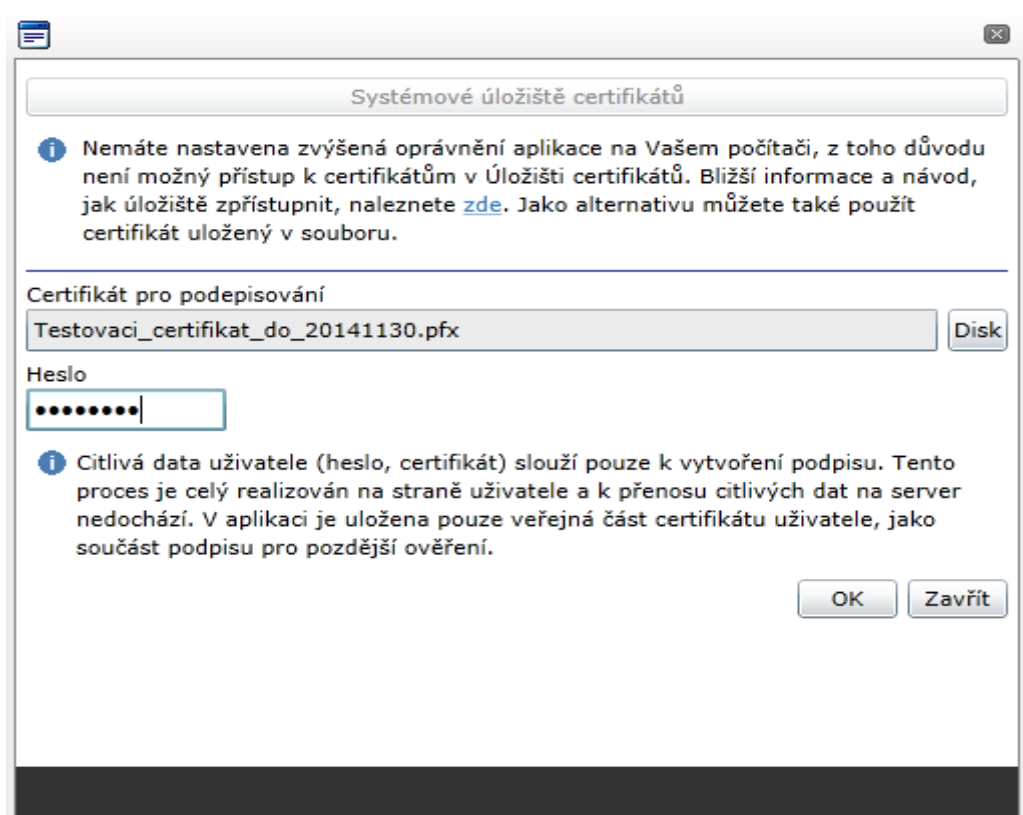 Systémové úložiště certifikátů
Nemáte nastavena zvýšená oprávnění aplikace na Vašem počítači, z toho důvodu
není možný přístup k certifikátům v Úložišti certifikátů. Bližší informace a návod,
jak úložiště zpřístupnit, naleznete zde. Jako alternativu můžete také použít
certifikát uložený v souboru.
Certifikát pro podepisování
Testovaci_certifikat_do_20141130.pfx
Disk
Heslo
••••••••
Citlivá data uživatele (heslo, certifikát) slouží pouze k vytvoření podpisu. Tento
proces je celý realizován na straně uživatele a k přenosu citlivých dat na server
nedochází. V aplikaci je uložena pouze veřejná část certifikátu uživatele, jako
součást podpisu pro pozdější ověření.
OK
Zavřít